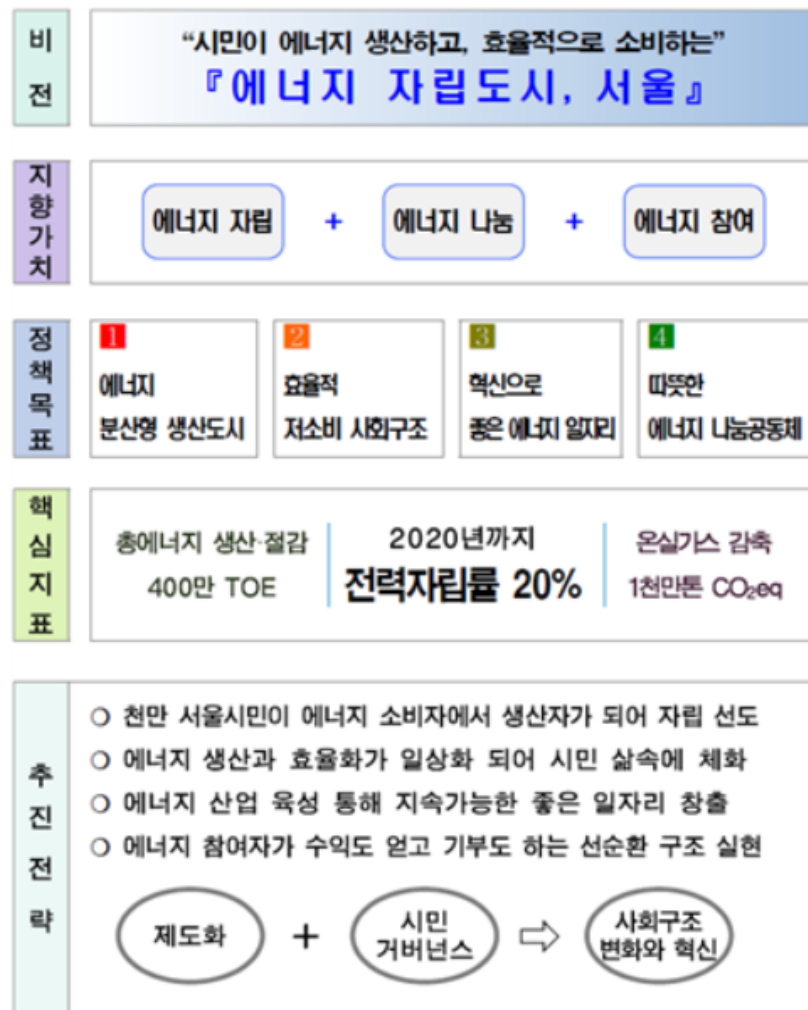 비전
“시민이 에너지 생산하고, 효율적으로 소비하는”
『에너지 자립도시, 서울』
지향가치
에너지 자립 + 에너지 나눔 + 에너지 참여
정책목표
1
에너지
분산형 생산도시
2
효율적
저소비 사회구조
3
혁신으로
좋은 에너지 일자리
4
따뜻한
에너지 나눔공동체
핵심지표
총에너지 생산·절감
400만 TOE
2020년까지
전력자립률 20%
온실가스 감축
1천만톤 CO₂eq
추진전략
❍ 천만 서울시민이 에너지 소비자에서 생산자가 되어 자립 선도
❍ 에너지 생산과 효율화가 일상화 되어 시민 삶속에 체화
❍ 에너지 산업 육성 통해 지속가능한 좋은 일자리 창출
❍ 에너지 참여자가 수익도 얻고 기부도 하는 선순환 구조 실현
제도화
+
시민
거버넌스
⇨
사회구조
변화와 혁신